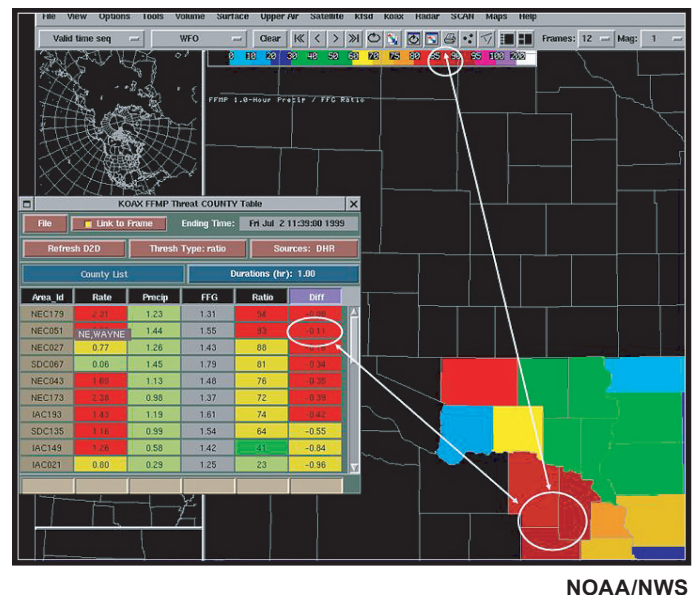 File View Options Tools Volume Surface Upper Air Satellite kfsd koax Radar SCAN Maps Help
Valid time seq WFO Clear Frames: 12 Mag: 1
0 10 20 30 40 50 60 70 75 80 85 90 95 100 200
FFMP 1.0-Hour Precip / FFG Ratio
KOAX FFMP Threat COUNTY Table
File Link to Frame Ending Time: Fri Jul 2 11:39:00 1999
Refresh D2D Thresh Type: ratio Sources: DHR
County List Durations (hr): 1.00
Area_Id Rate Precip FFG Ratio Diff
NEC179 2.31 1.23 1.31 94
NEC051 1.44 1.55 93 -0.11
NE,WAYNE
NEC027 0.77 1.26 1.43 88
SDC067 0.06 1.45 1.79 81 -0.34
NEC043 1.13 1.48 76 -0.35
NEC173 2.38 0.98 1.37 72 -0.39
IAC193 1.43 1.19 1.61 74 -0.42
SDC135 1.16 0.99 1.54 64 -0.55
IAC149 1.26 0.58 1.42 41 -0.84
IAC021 0.80 0.29 1.25 23 -0.96
NOAA/NWS